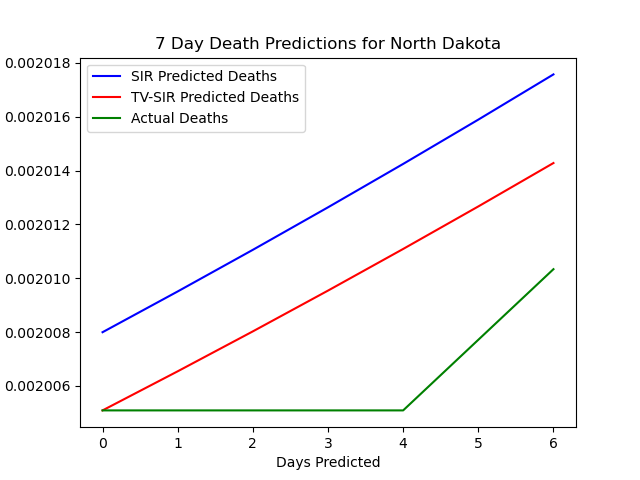 7 Day Death Predictions for North Dakota
0.002018
0.002016
0.002014
0.002012
0.002010
0.002008
0.002006
SIR Predicted Deaths
TV-SIR Predicted Deaths
Actual Deaths
0 1 2 3 4 5 6
Days Predicted